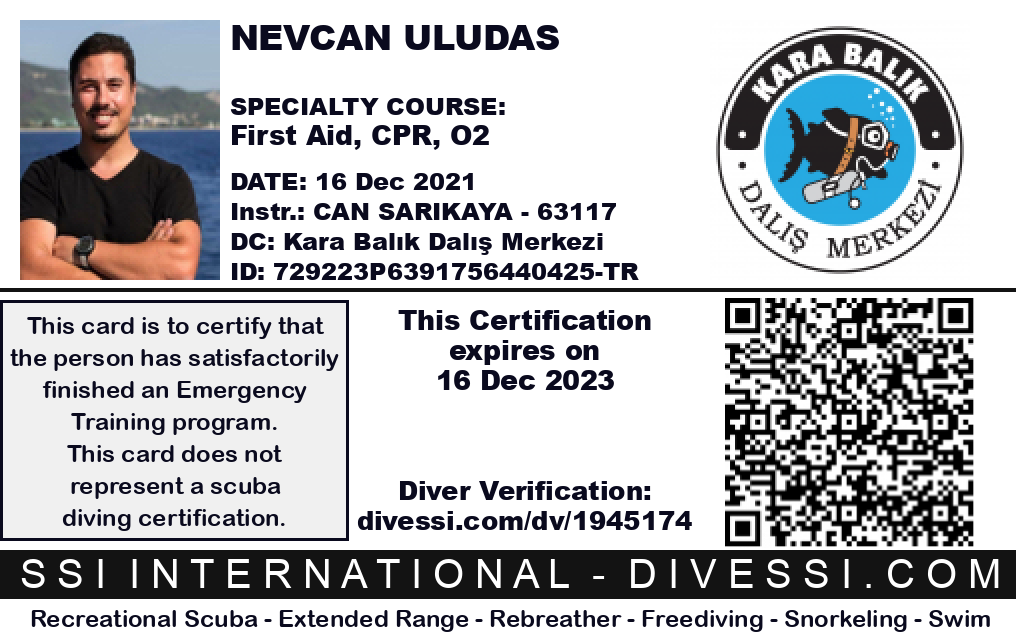 NEVCAN ULUDAS
SPECIALTY COURSE:
First Aid, CPR, O2
DATE: 16 Dec 2021
Instr.: CAN SARIKAYA - 63117
DC: Kara Balık Dalış Merkezi
ID: 729223P6391756440425-TR
KARA BALIK
DALIŞ MERKEZİ
This card is to certify that
the person has satisfactorily
finished an Emergency
Training program.
This card does not
represent a scuba
diving certification.
This Certification
expires on
16 Dec 2023
Diver Verification:
divessi.com/dv/1945174
SSI INTERNATIONAL - DIVESSI.COM
Recreational Scuba - Extended Range - Rebreather - Freediving - Snorkeling - Swim